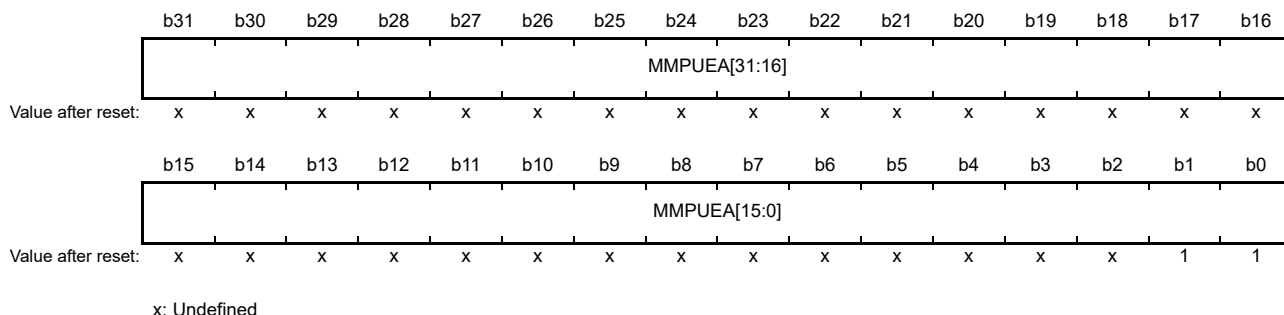 b31 b30 b29 b28 b27 b26 b25 b24 b23 b22 b21 b20 b19 b18 b17 b16
MMPUEA[31:16]
Value after reset: x x x x x x x x x x x x x x x x
b15 b14 b13 b12 b11 b10 b9 b8 b7 b6 b5 b4 b3 b2 b1 b0
MMPUEA[15:0]
Value after reset: x x x x x x x x x x x x x x 1 1
x: Undefined